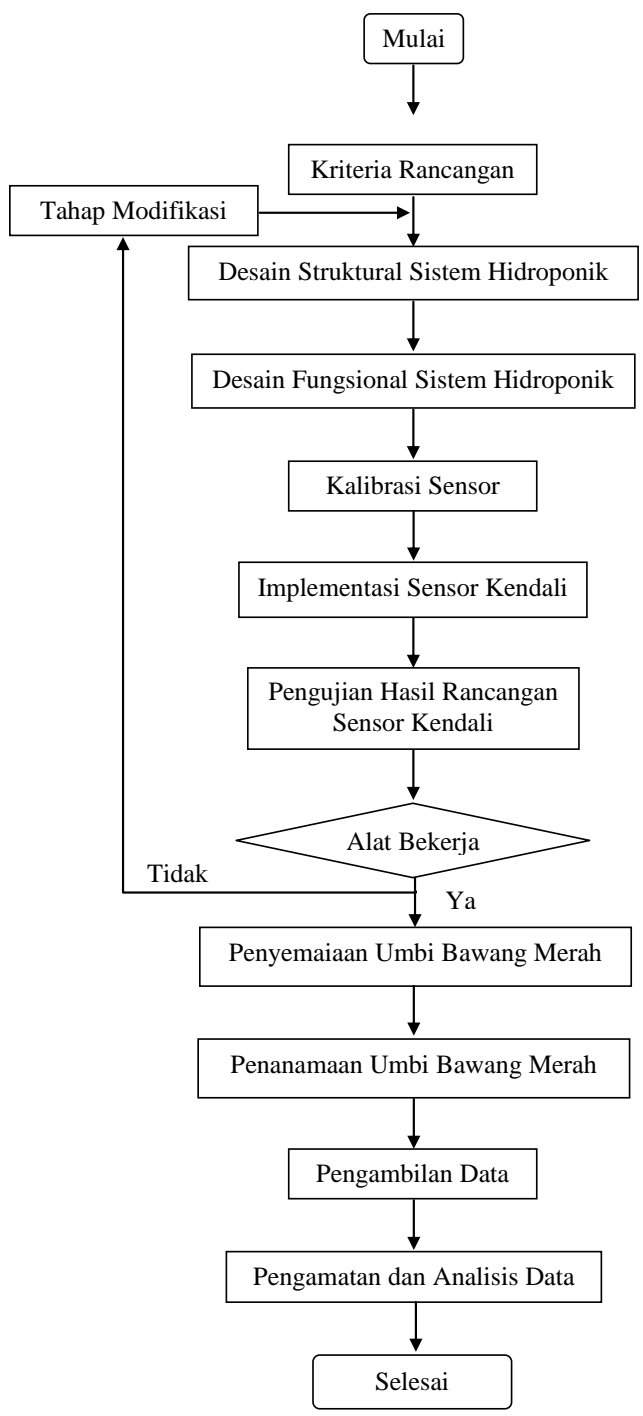 Mulai
Kriteria Rancangan
Tahap Modifikasi
Desain Struktural Sistem Hidroponik
Desain Fungsional Sistem Hidroponik
Kalibrasi Sensor
Implementasi Sensor Kendali
Pengujian Hasil Rancangan
Sensor Kendali
Alat Bekerja
Tidak
Ya
Penyemaiaan Umbi Bawang Merah
Penanamaan Umbi Bawang Merah
Pengambilan Data
Pengamatan dan Analisis Data
Selesai